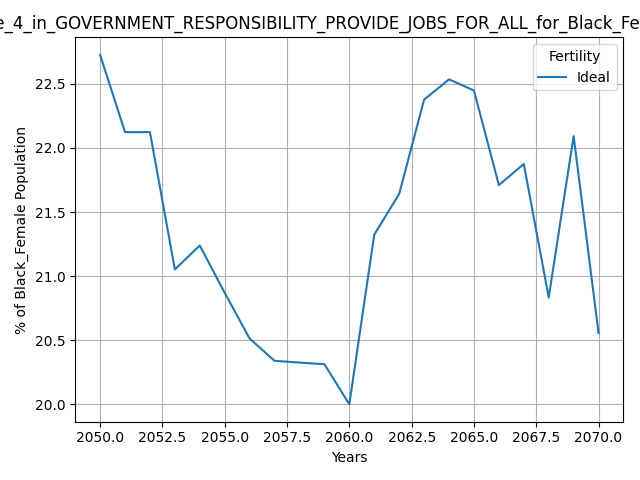 e_4_in_GOVERNMENT_RESPONSIBILITY_PROVIDE_JOBS_FOR_ALL_for_Black_Fe
Fertility
Ideal
22.5
22.0
21.5
21.0
20.5
20.0
% of Black_Female Population
2050.0 2052.5 2055.0 2057.5 2060.0 2062.5 2065.0 2067.5 2070.0
Years